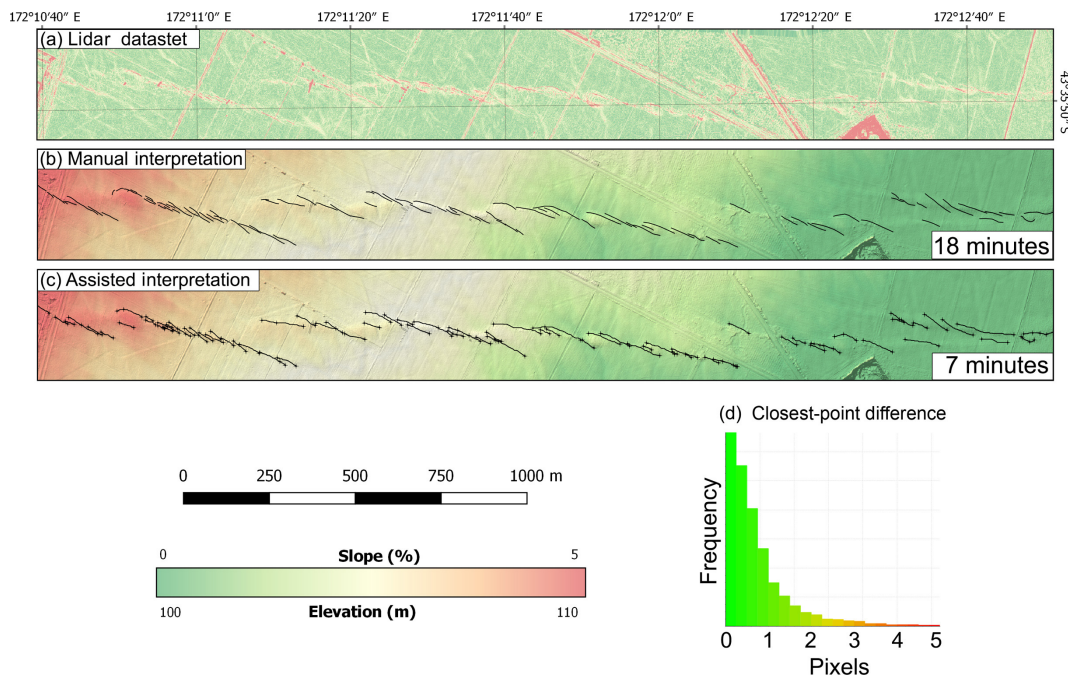 172°10′40″ E 172°11′0″ E 172°11′20″ E 172°11′40″ E 172°12′0″ E 172°12′20″ E 172°12′40″ E
(a) Lidar datastet
43°35′50″ S
(b) Manual interpretation
18 minutes
(c) Assisted interpretation
7 minutes
(d) Closest-point difference
0 250 500 750 1000 m
Frequency
0 Slope (%) 5
100 Elevation (m) 110
0 1 2 3 4 5
Pixels